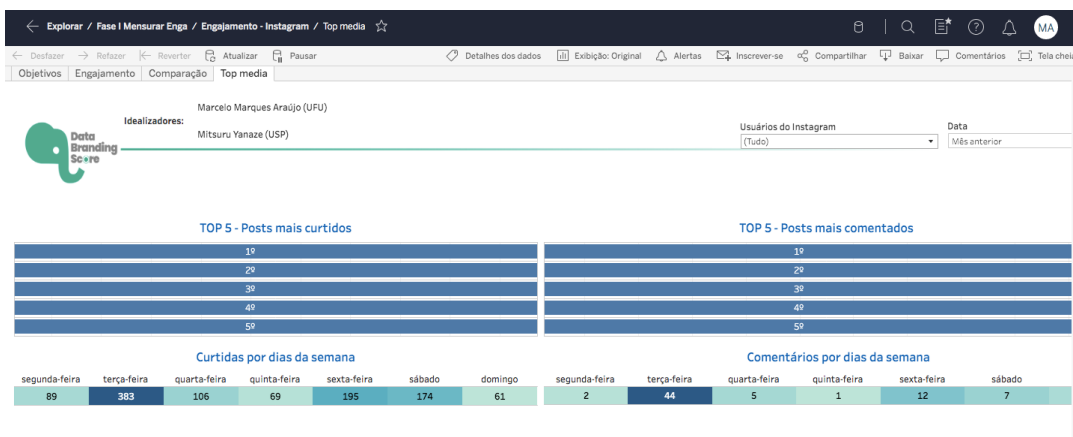 Explorar / Fase I Mensurar Enga / Engajamento - Instagram / Top media
MA
Desfazer Refazer Reverter Atualizar Pausar Detalhes dos dados Exibição: Original Alertas Inscrever-se Compartilhar Baixar Comentários Tela cheia
Objetivos Engajamento Comparação Top media
Data Branding Score
Idealizadores:
Marcelo Marques Araújo (UFU)
Mitsuru Yanaze (USP)
Usuários do Instagram
(Tudo)
Data
Mês anterior
TOP 5 - Posts mais curtidos
1º
2º
3º
4º
5º
TOP 5 - Posts mais comentados
1º
2º
3º
4º
5º
Curtidas por dias da semana
segunda-feira terça-feira quarta-feira quinta-feira sexta-feira sábado domingo
89 383 106 69 195 174 61
Comentários por dias da semana
segunda-feira terça-feira quarta-feira quinta-feira sexta-feira sábado
2 44 5 1 12 7